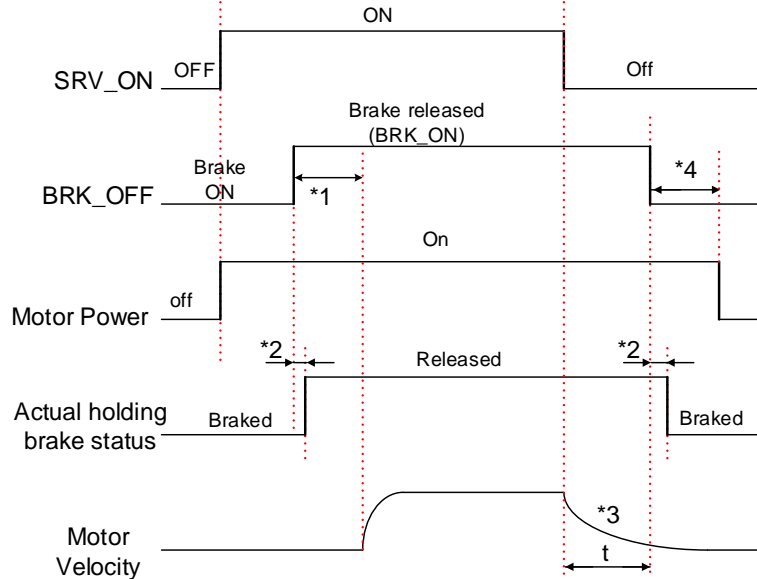 ON
SRV_ON
OFF
Off
Brake released
(BRK_ON)
BRK_OFF
Brake
ON
*1
*4
On
Motor Power
off
*2
Released
*2
Actual holding
brake status
Braked
Braked
Motor
Velocity
*3
t